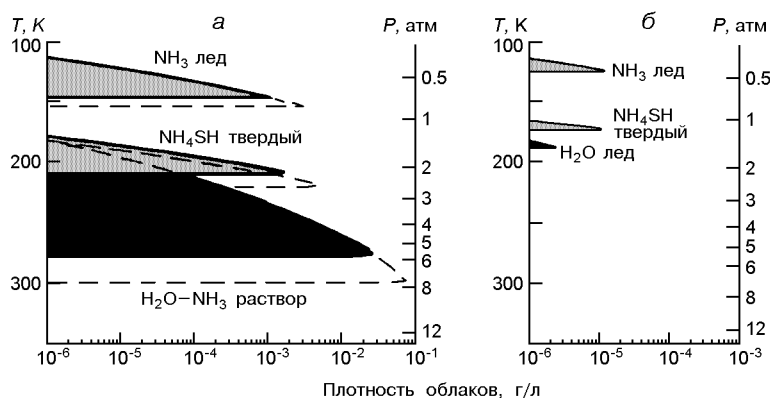 T, К а P, атм
100
200
300
0.5
1
2
3
4
5
6
8
12
NH3 лед
NH4SH твердый
H2O–NH3 раствор
10^-6 10^-5 10^-4 10^-3 10^-2 10^-1
T, К б P, атм
100
200
300
0.5
1
2
3
4
5
6
8
12
NH3 лед
NH4SH
твердый
H2O лед
10^-6 10^-5 10^-4 10^-3
Плотность облаков, г/л